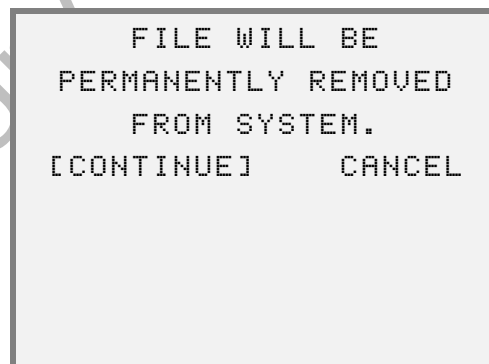 FILE WILL BE
PERMANENTLY REMOVED
FROM SYSTEM.
[CONTINUE] CANCEL